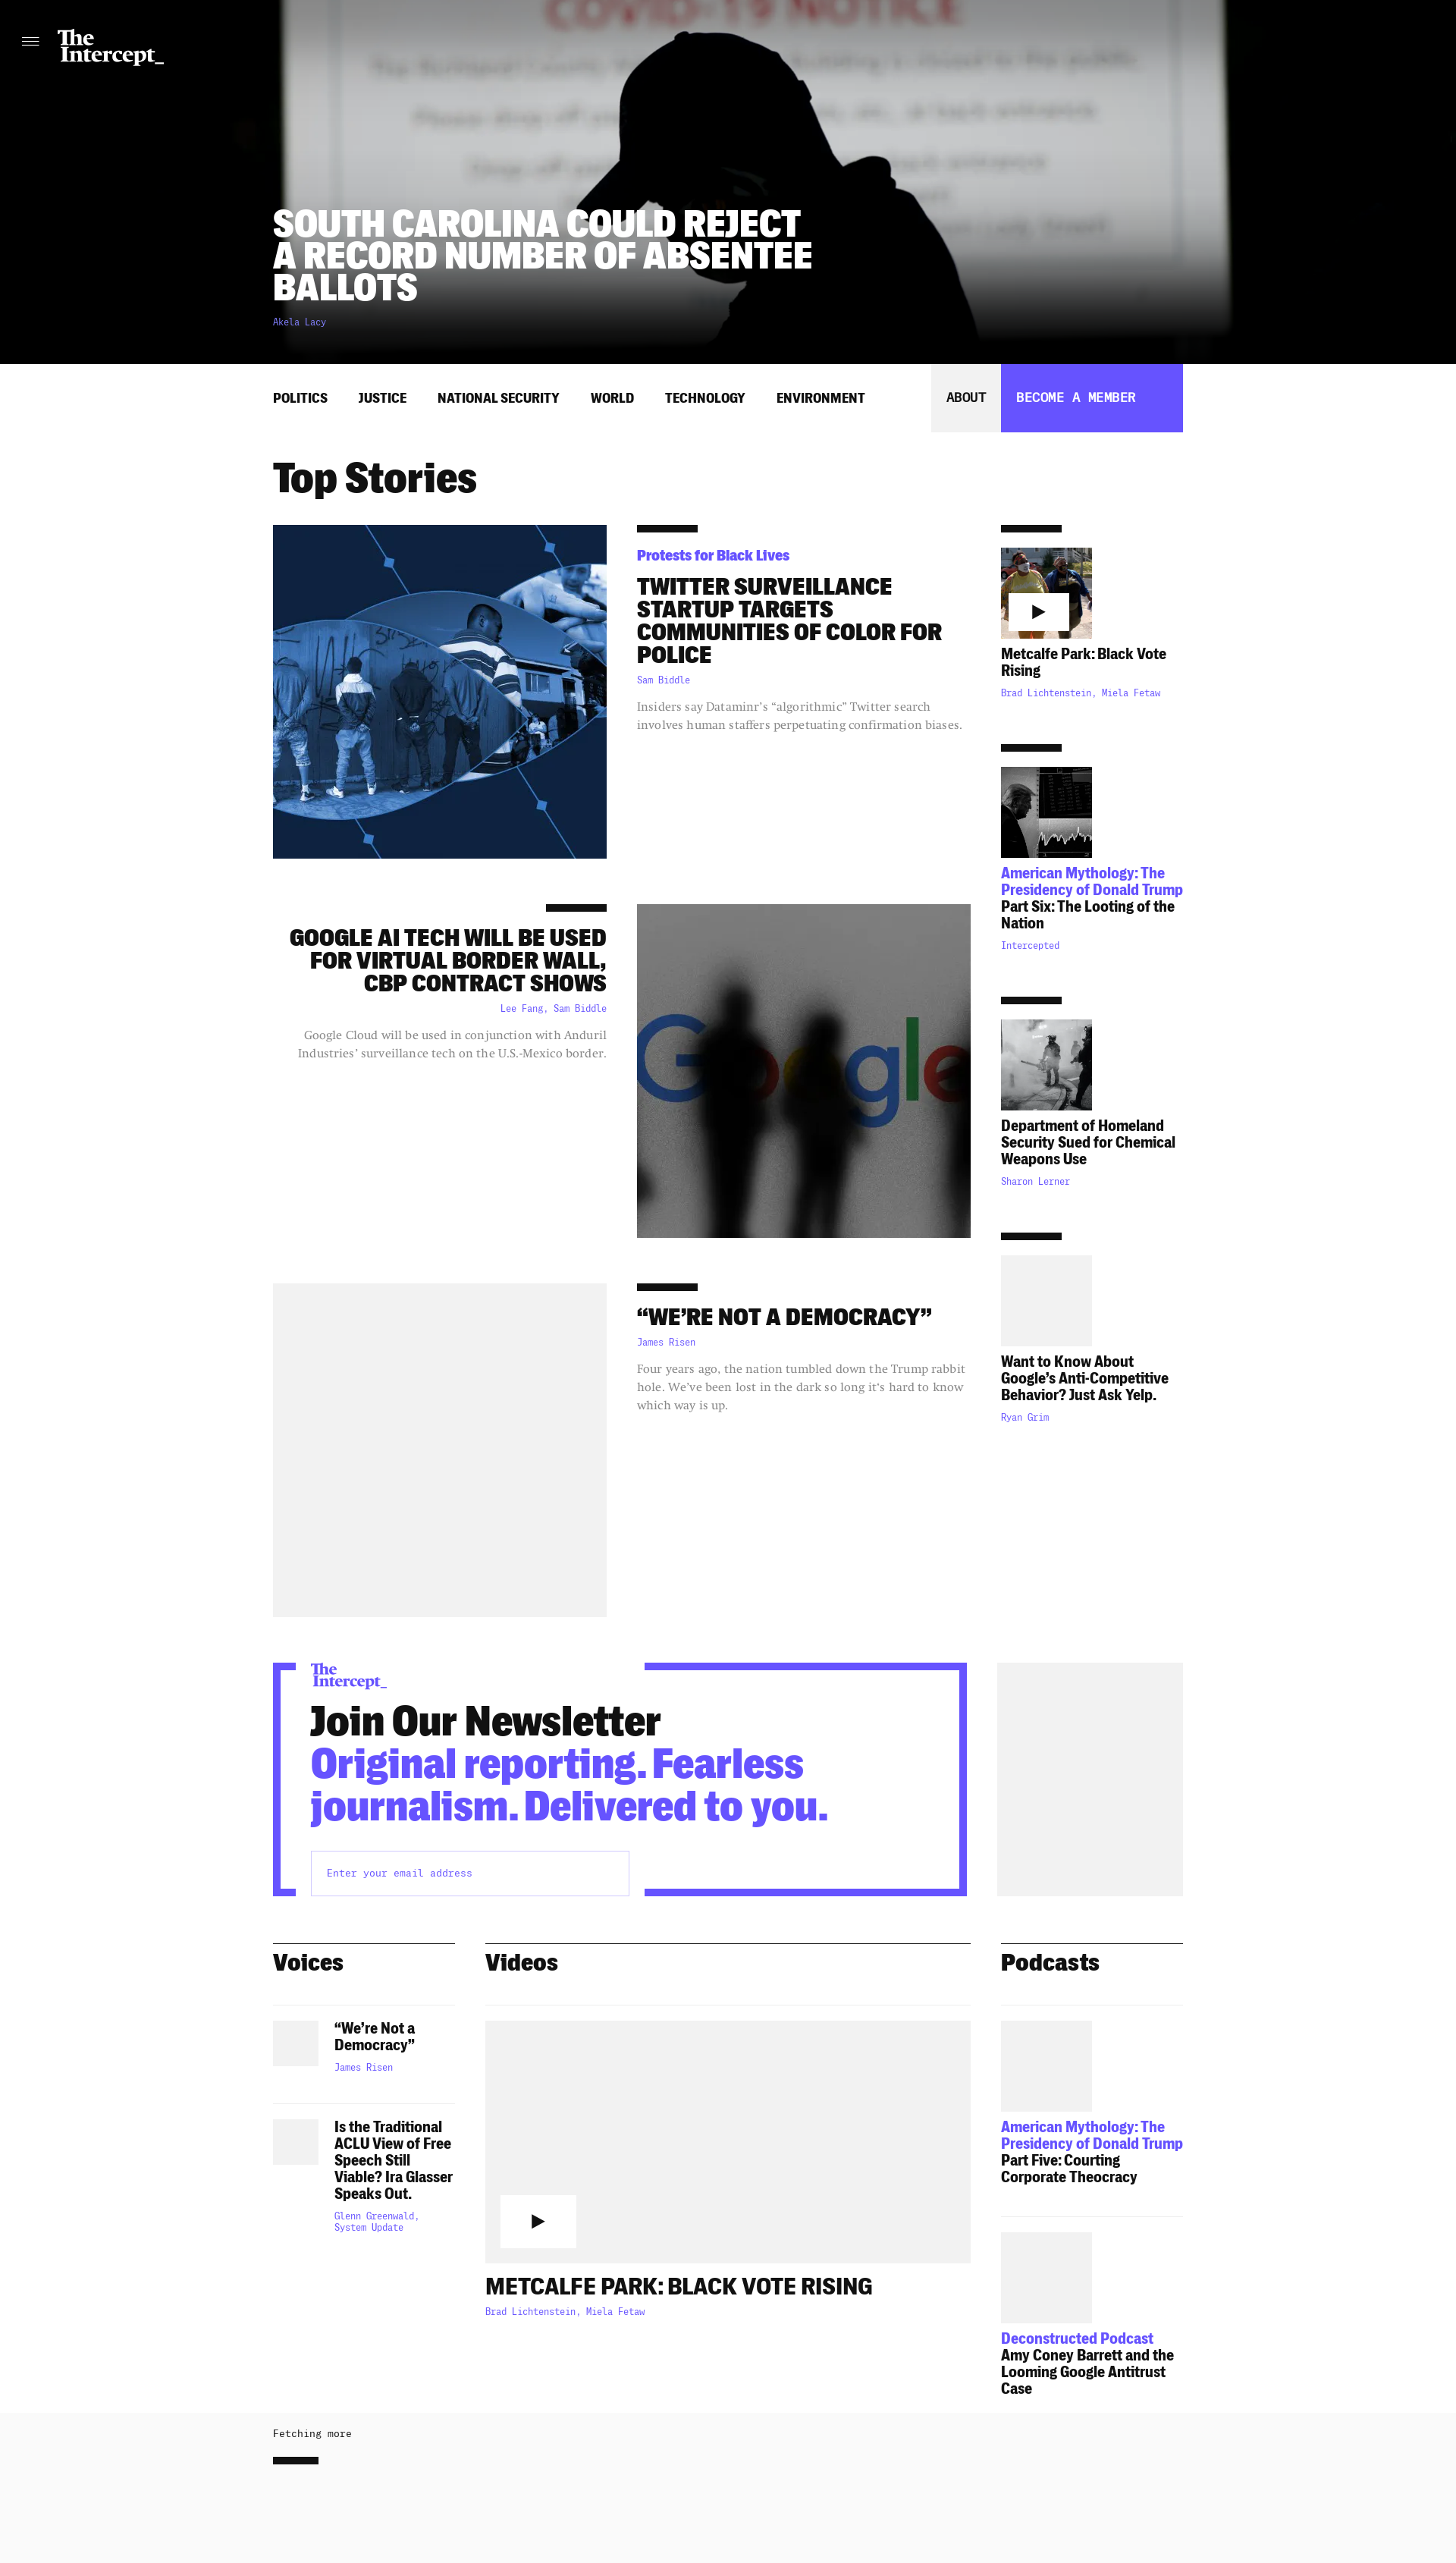 COVID-19 NOTICE
The
Intercept_
SOUTH CAROLINA COULD REJECT
A RECORD NUMBER OF ABSENTEE
BALLOTS
Akela Lacy
POLITICS JUSTICE NATIONAL SECURITY WORLD TECHNOLOGY ENVIRONMENT ABOUT BECOME A MEMBER
Top Stories
Protests for Black Lives
TWITTER SURVEILLANCE
STARTUP TARGETS
COMMUNITIES OF COLOR FOR
POLICE
Sam Biddle
Insiders say Dataminr’s “algorithmic” Twitter search
involves human staffers perpetuating confirmation biases.
GOOGLE AI TECH WILL BE USED
FOR VIRTUAL BORDER WALL,
CBP CONTRACT SHOWS
Lee Fang, Sam Biddle
Google Cloud will be used in conjunction with Anduril
Industries’ surveillance tech on the U.S.-Mexico border.
Google
“WE’RE NOT A DEMOCRACY”
James Risen
Four years ago, the nation tumbled down the Trump rabbit
hole. We’ve been lost in the dark so long it’s hard to know
which way is up.
Metcalfe Park: Black Vote
Rising
Brad Lichtenstein, Miela Fetaw
American Mythology: The
Presidency of Donald Trump
Part Six: The Looting of the
Nation
Intercepted
Department of Homeland
Security Sued for Chemical
Weapons Use
Sharon Lerner
Want to Know About
Google’s Anti-Competitive
Behavior? Just Ask Yelp.
Ryan Grim
The
Intercept_
Join Our Newsletter
Original reporting. Fearless
journalism. Delivered to you.
Enter your email address
Voices
“We’re Not a
Democracy”
James Risen
Is the Traditional
ACLU View of Free
Speech Still
Viable? Ira Glasser
Speaks Out.
Glenn Greenwald,
System Update
Videos
METCALFE PARK: BLACK VOTE RISING
Brad Lichtenstein, Miela Fetaw
Podcasts
American Mythology: The
Presidency of Donald Trump
Part Five: Courting
Corporate Theocracy
Deconstructed Podcast
Amy Coney Barrett and the
Looming Google Antitrust
Case
Fetching more